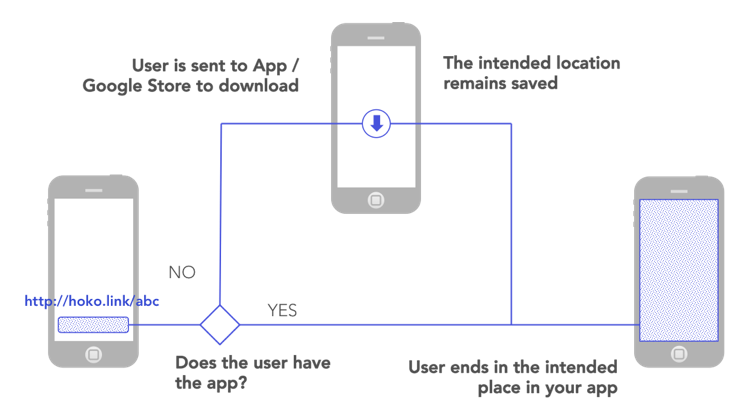 User is sent to App /
Google Store to download
The intended location
remains saved
NO
http://hoko.link/abc
YES
Does the user have
the app?
User ends in the intended
place in your app